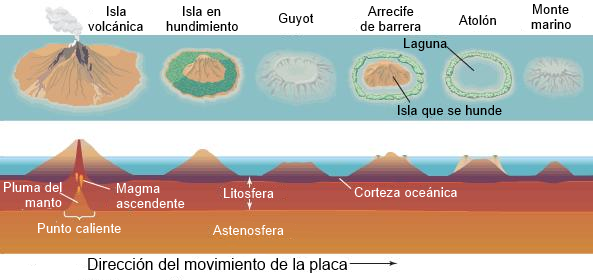 Isla
volcánica
Isla en
hundimiento
Guyot
Arrecife
de barrera
Atolón
Monte
marino
Laguna
Isla que se hunde
Pluma del
manto
Magma
ascendente
Litosfera
Corteza oceánica
Punto caliente
Astenosfera
Dirección del movimiento de la placa